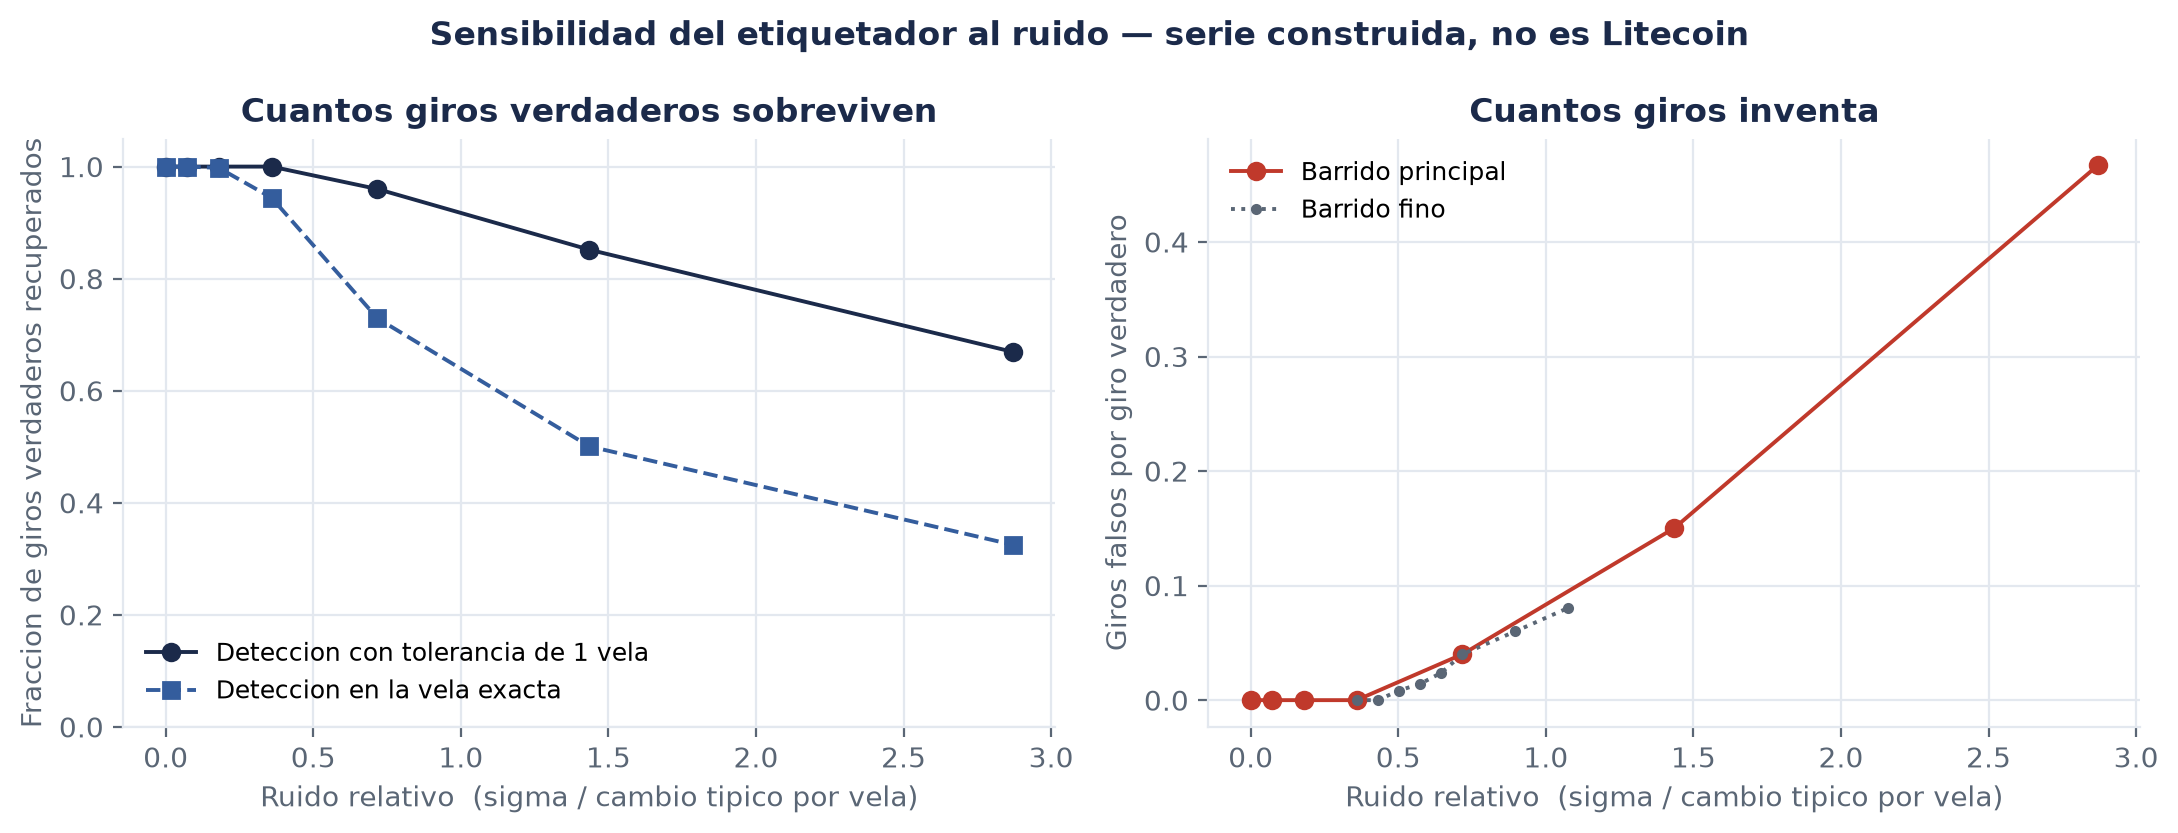 Sensibilidad del etiquetador al ruido — serie construida, no es Litecoin
Cuantos giros verdaderos sobreviven
Fraccion de giros verdaderos recuperados
1.0
0.8
0.6
0.4
0.2
0.0
Deteccion con tolerancia de 1 vela
Deteccion en la vela exacta
0.0 0.5 1.0 1.5 2.0 2.5 3.0
Ruido relativo (sigma / cambio tipico por vela)
Cuantos giros inventa
Giros falsos por giro verdadero
Barrido principal
Barrido fino
0.4
0.3
0.2
0.1
0.0
0.0 0.5 1.0 1.5 2.0 2.5 3.0
Ruido relativo (sigma / cambio tipico por vela)